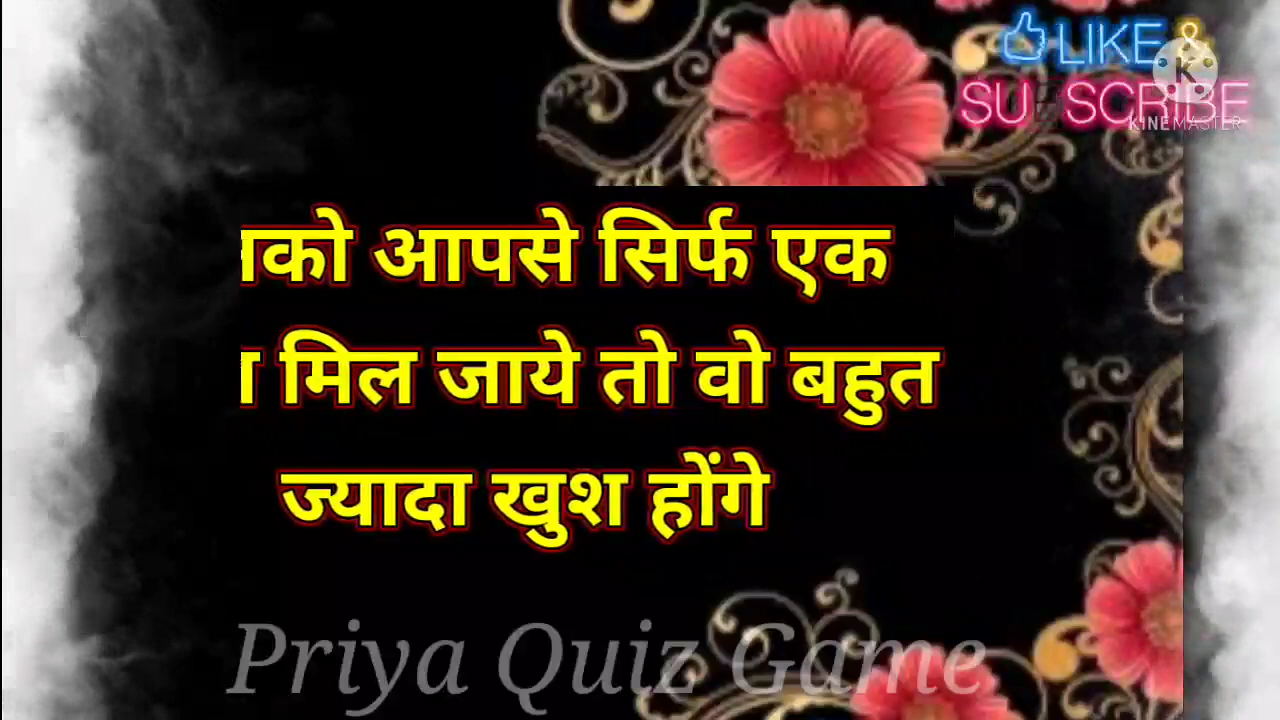 LIKE &
SUBSCRIBE
KINEMASTER
को आपसे सिर्फ एक
मिल जाये तो वो बहुत
ज्यादा खुश होंगे
Priya Quiz Game